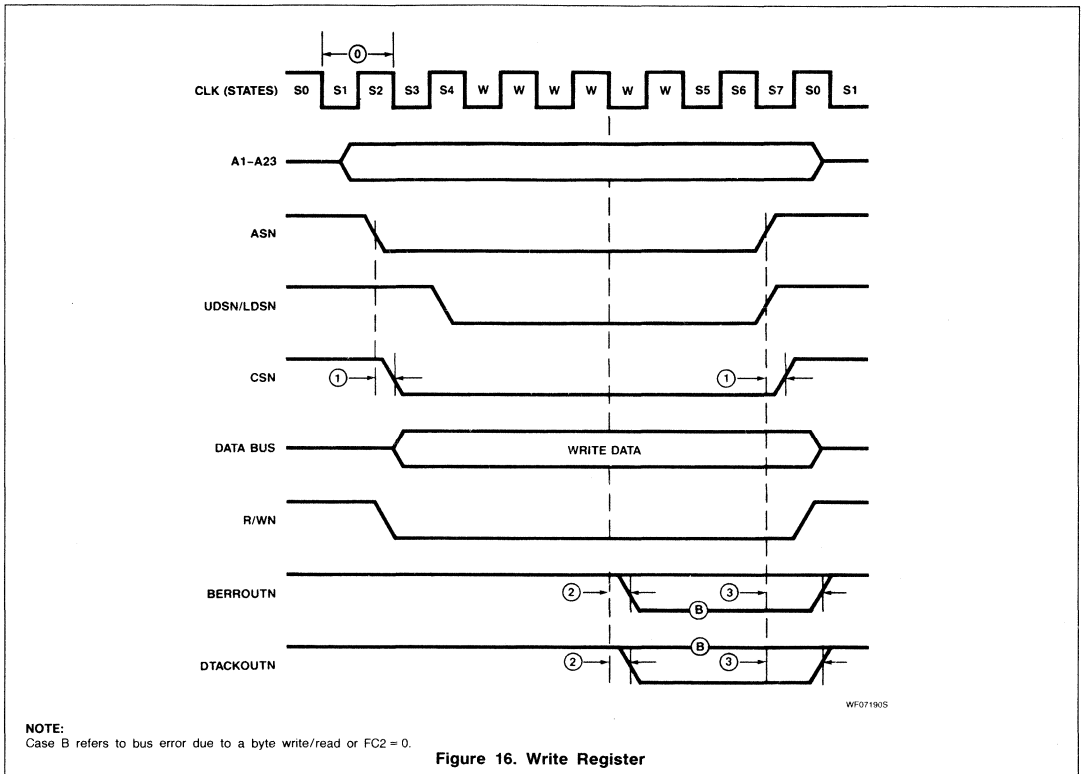 0
CLK (STATES) S0 S1 S2 S3 S4 W W W W W W S5 S6 S7 S0 S1
A1-A23
ASN
UDSN/LDSN
CSN 1 1
DATA BUS WRITE DATA
R/WN
BERROUTN 2 3 B
DTACKOUTN 2 B 3
WF07190S
NOTE:
Case B refers to bus error due to a byte write/read or FC2 = 0.
Figure 16. Write Register